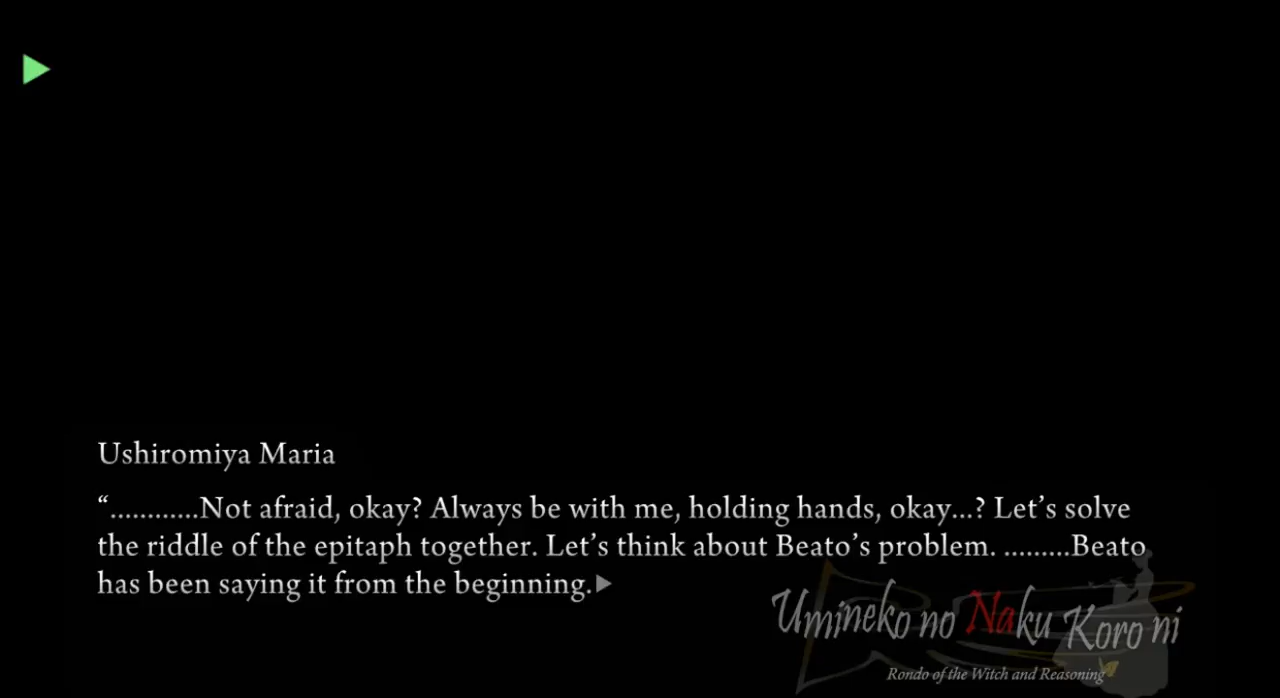 Ushiromiya Maria
“............Not afraid, okay? Always be with me, holding hands, okay...? Let’s solve
the riddle of the epitaph together. Let’s think about Beato’s problem. .........Beato
has been saying it from the beginning.
Umineko no Naku Koro ni
Rondo of the Witch and Reasoning